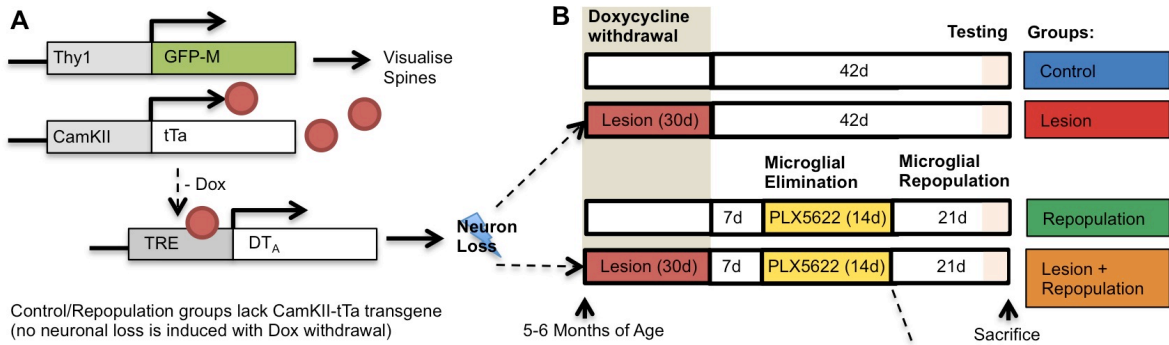 A
Thy1
GFP-M
Visualise
Spines
CamKII
tTa
- Dox
TRE
DTA
Neuron
Loss
Control/Repopulation groups lack CamKII-tTa transgene
(no neuronal loss is induced with Dox withdrawal)
B
Doxycycline
withdrawal
Testing
Groups:
42d
Control
Lesion (30d)
42d
Lesion
Microglial
Elimination
Microglial
Repopulation
7d
PLX5622 (14d)
21d
Repopulation
Lesion (30d)
7d
PLX5622 (14d)
21d
Lesion +
Repopulation
5-6 Months of Age
Sacrifice